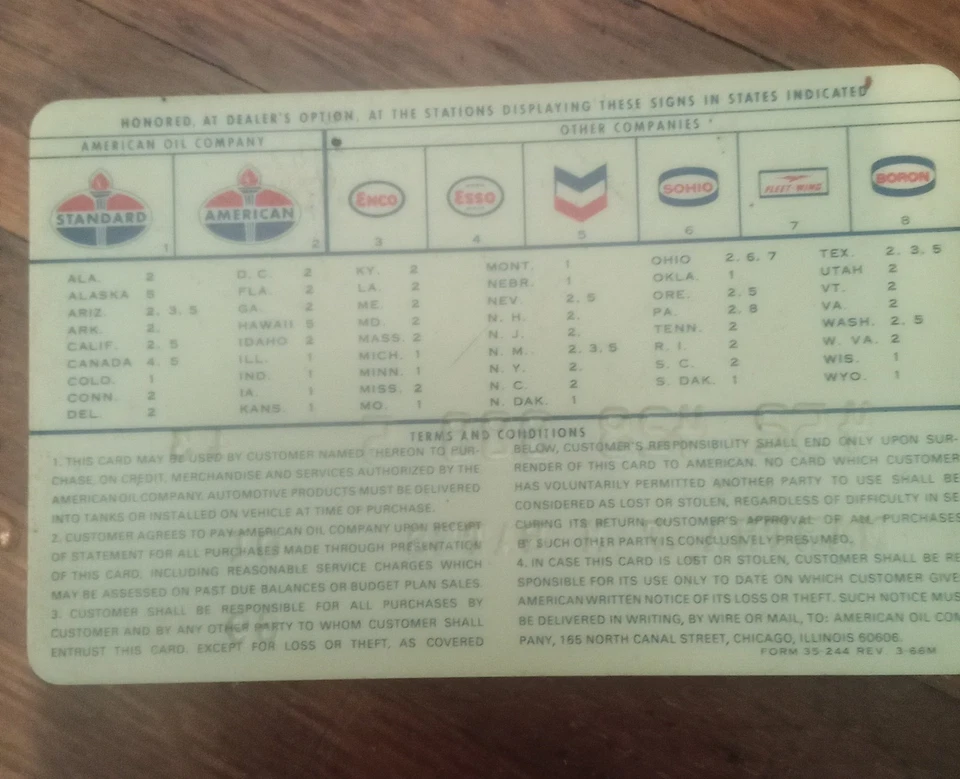 HONORED, AT DEALER'S OPTION, AT THE STATIONS DISPLAYING THESE SIGNS IN STATES INDICATED
AMERICAN OIL COMPANY
OTHER COMPANIES
STANDARD
1
AMERICAN
2
ENCO
3
Esso
4
5
SOHIO
6
FLEET-WING
7
BORON
8
ALA. 2
ALASKA 5
ARIZ. 2, 3, 5
ARK. 2,
CALIF. 2, 5
CANADA 4, 5
COLO. 1
CONN. 2
DEL. 2
D. C. 2
FLA. 2
GA. 2
HAWAII 5
IDAHO 2
ILL. 1
IND. 1
IA. 1
KANS. 1
KY. 2
LA. 2
ME. 2
MD. 2
MASS. 2
MICH. 1
MINN. 1
MISS. 2
MO. 1
MONT. 1
NEBR. 1
NEV. 2, 5
N. H. 2,
N. J. 2,
N. M. 2, 3, 5
N. Y. 2,
N. C. 2
N. DAK. 1
OHIO 2, 6, 7
OKLA. 1
ORE. 2, 5
PA. 2, 8
TENN. 2
R. I. 2
S. C. 2
S. DAK. 1
TEX. 2, 3, 5
UTAH 2
VT. 2
VA. 2
WASH. 2, 5
W. VA. 2
WIS. 1
WYO. 1
TERMS AND CONDITIONS
1. THIS CARD MAY BE USED BY CUSTOMER NAMED HEREON TO PUR-
CHASE, ON CREDIT, MERCHANDISE AND SERVICES AUTHORIZED BY THE
AMERICAN OIL COMPANY. AUTOMOTIVE PRODUCTS MUST BE DELIVERED
INTO TANKS OR INSTALLED ON VEHICLE AT TIME OF PURCHASE.
2. CUSTOMER AGREES TO PAY AMERICAN OIL COMPANY UPON RECEIPT
OF STATEMENT FOR ALL PURCHASES MADE THROUGH PRESENTATION
OF THIS CARD, INCLUDING REASONABLE SERVICE CHARGES WHICH
MAY BE ASSESSED ON PAST DUE BALANCES OR BUDGET PLAN SALES.
3. CUSTOMER SHALL BE RESPONSIBLE FOR ALL PURCHASES BY
CUSTOMER AND BY ANY OTHER PARTY TO WHOM CUSTOMER SHALL
ENTRUST THIS CARD. EXCEPT FOR LOSS OR THEFT, AS COVERED
BELOW, CUSTOMER'S RESPONSIBILITY SHALL END ONLY UPON SUR-
RENDER OF THIS CARD TO AMERICAN. NO CARD WHICH CUSTOMER
HAS VOLUNTARILY PERMITTED ANOTHER PARTY TO USE SHALL BE
CONSIDERED AS LOST OR STOLEN, REGARDLESS OF DIFFICULTY IN SE
CURING ITS RETURN. CUSTOMER'S APPROVAL OF ALL PURCHASES
BY SUCH OTHER PARTY IS CONCLUSIVELY PRESUMED.
4. IN CASE THIS CARD IS LOST OR STOLEN, CUSTOMER SHALL BE RE
SPONSIBLE FOR ITS USE ONLY TO DATE ON WHICH CUSTOMER GIVE
AMERICAN WRITTEN NOTICE OF ITS LOSS OR THEFT. SUCH NOTICE MUS
BE DELIVERED IN WRITING, BY WIRE OR MAIL, TO: AMERICAN OIL COM
PANY, 165 NORTH CANAL STREET, CHICAGO, ILLINOIS 60606.
FORM 35-244 REV. 3-66M